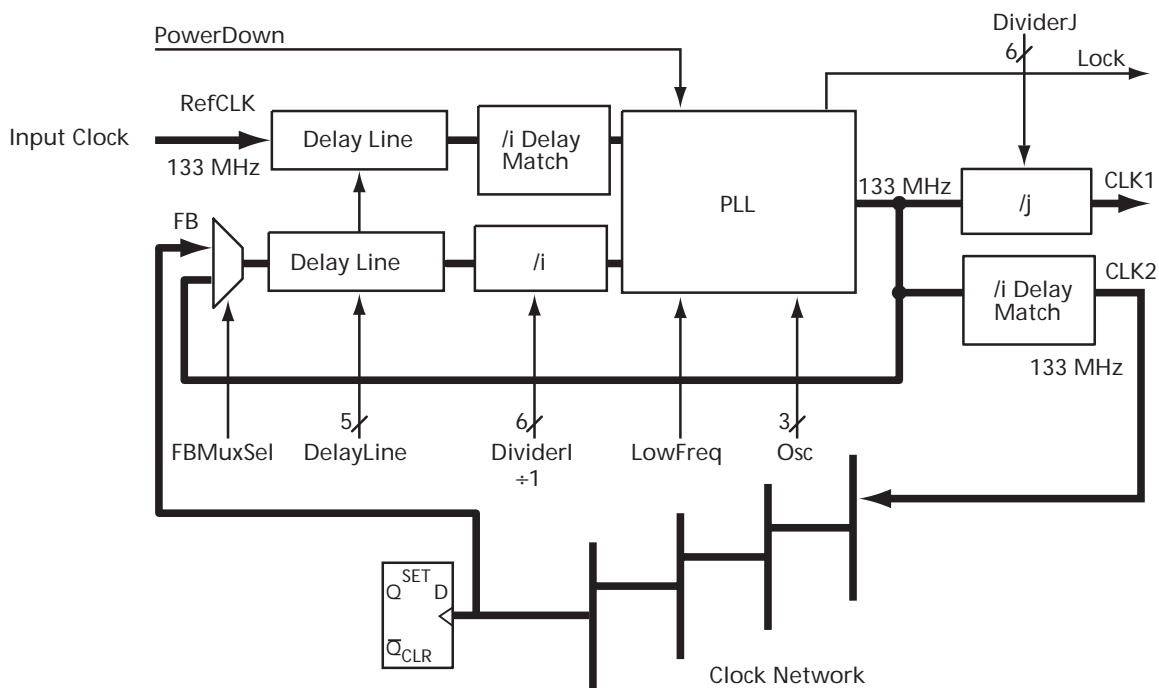 PowerDown
DividerJ
6
Lock
RefCLK
Input Clock
133 MHz
Delay Line
/i Delay
Match
PLL
133 MHz
/j
CLK1
FB
Delay Line
/i
/i Delay
Match
CLK2
133 MHz
5
6
3
FBMuxSel
DelayLine
DividerI
÷1
LowFreq
Osc
SET
Q
D
Q̅
CLR
Clock Network